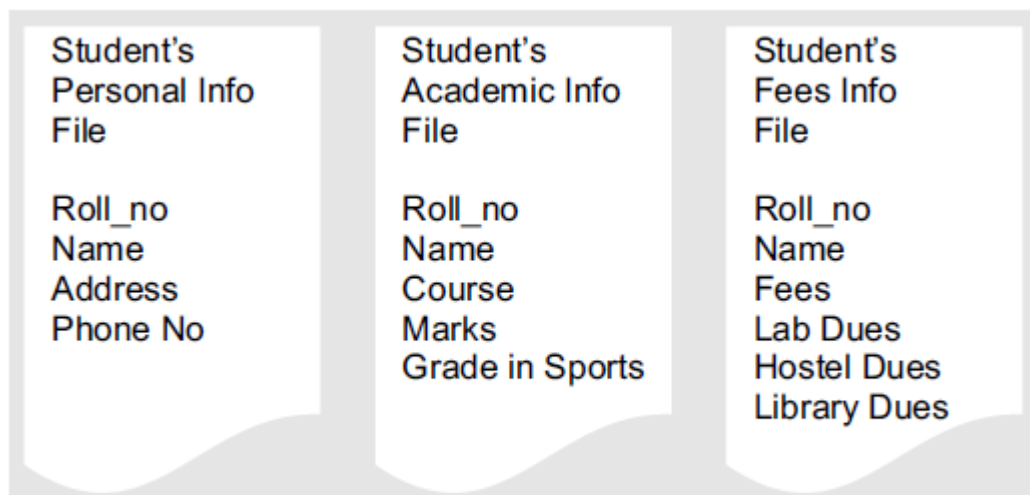 Student’s
Personal Info
File
Roll_no
Name
Address
Phone No
Student’s
Academic Info
File
Roll_no
Name
Course
Marks
Grade in Sports
Student’s
Fees Info
File
Roll_no
Name
Fees
Lab Dues
Hostel Dues
Library Dues